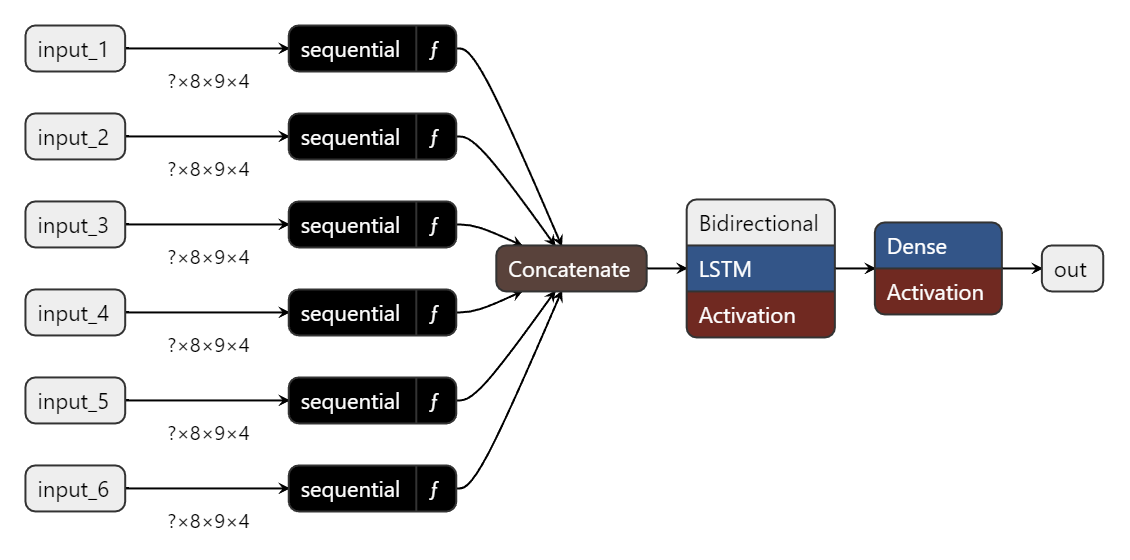 input_1
sequential ƒ
?×8×9×4
input_2
sequential ƒ
?×8×9×4
input_3
sequential ƒ
?×8×9×4
input_4
sequential ƒ
?×8×9×4
input_5
sequential ƒ
?×8×9×4
input_6
sequential ƒ
?×8×9×4
Concatenate
Bidirectional
LSTM
Activation
Dense
Activation
out